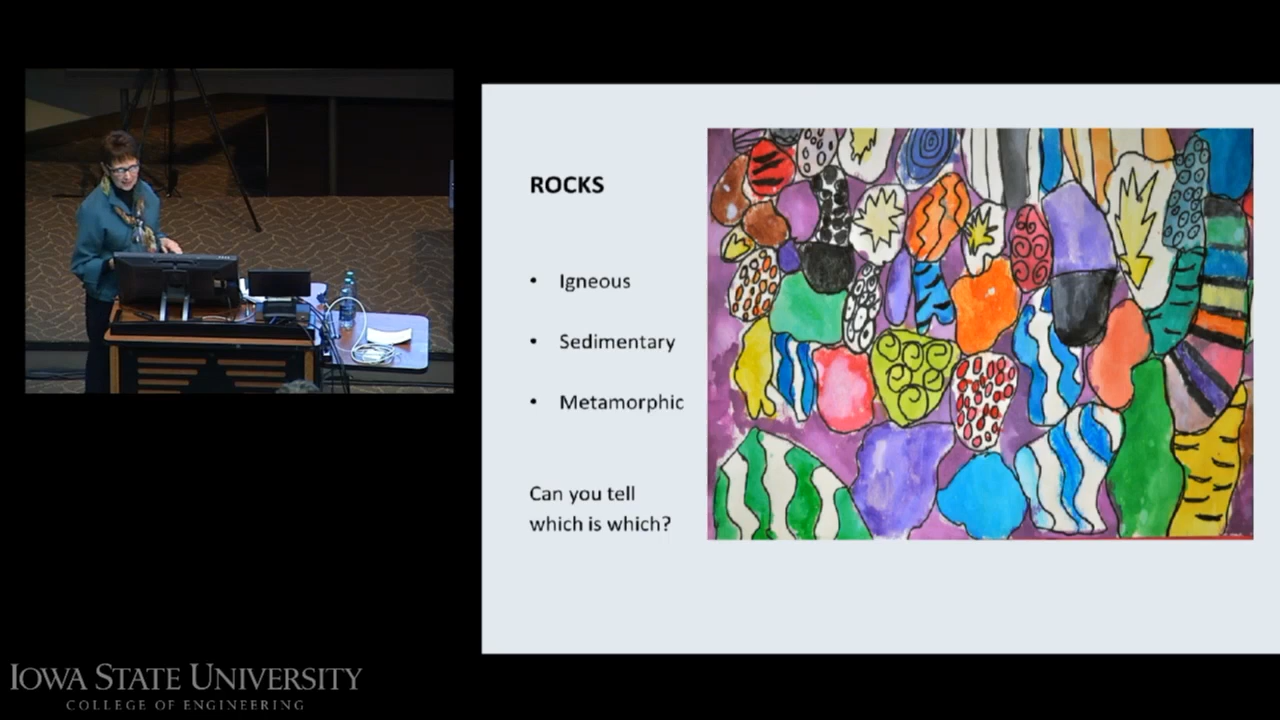 ROCKS
• Igneous
• Sedimentary
• Metamorphic
Can you tell
which is which?
IOWA STATE UNIVERSITY
COLLEGE OF ENGINEERING